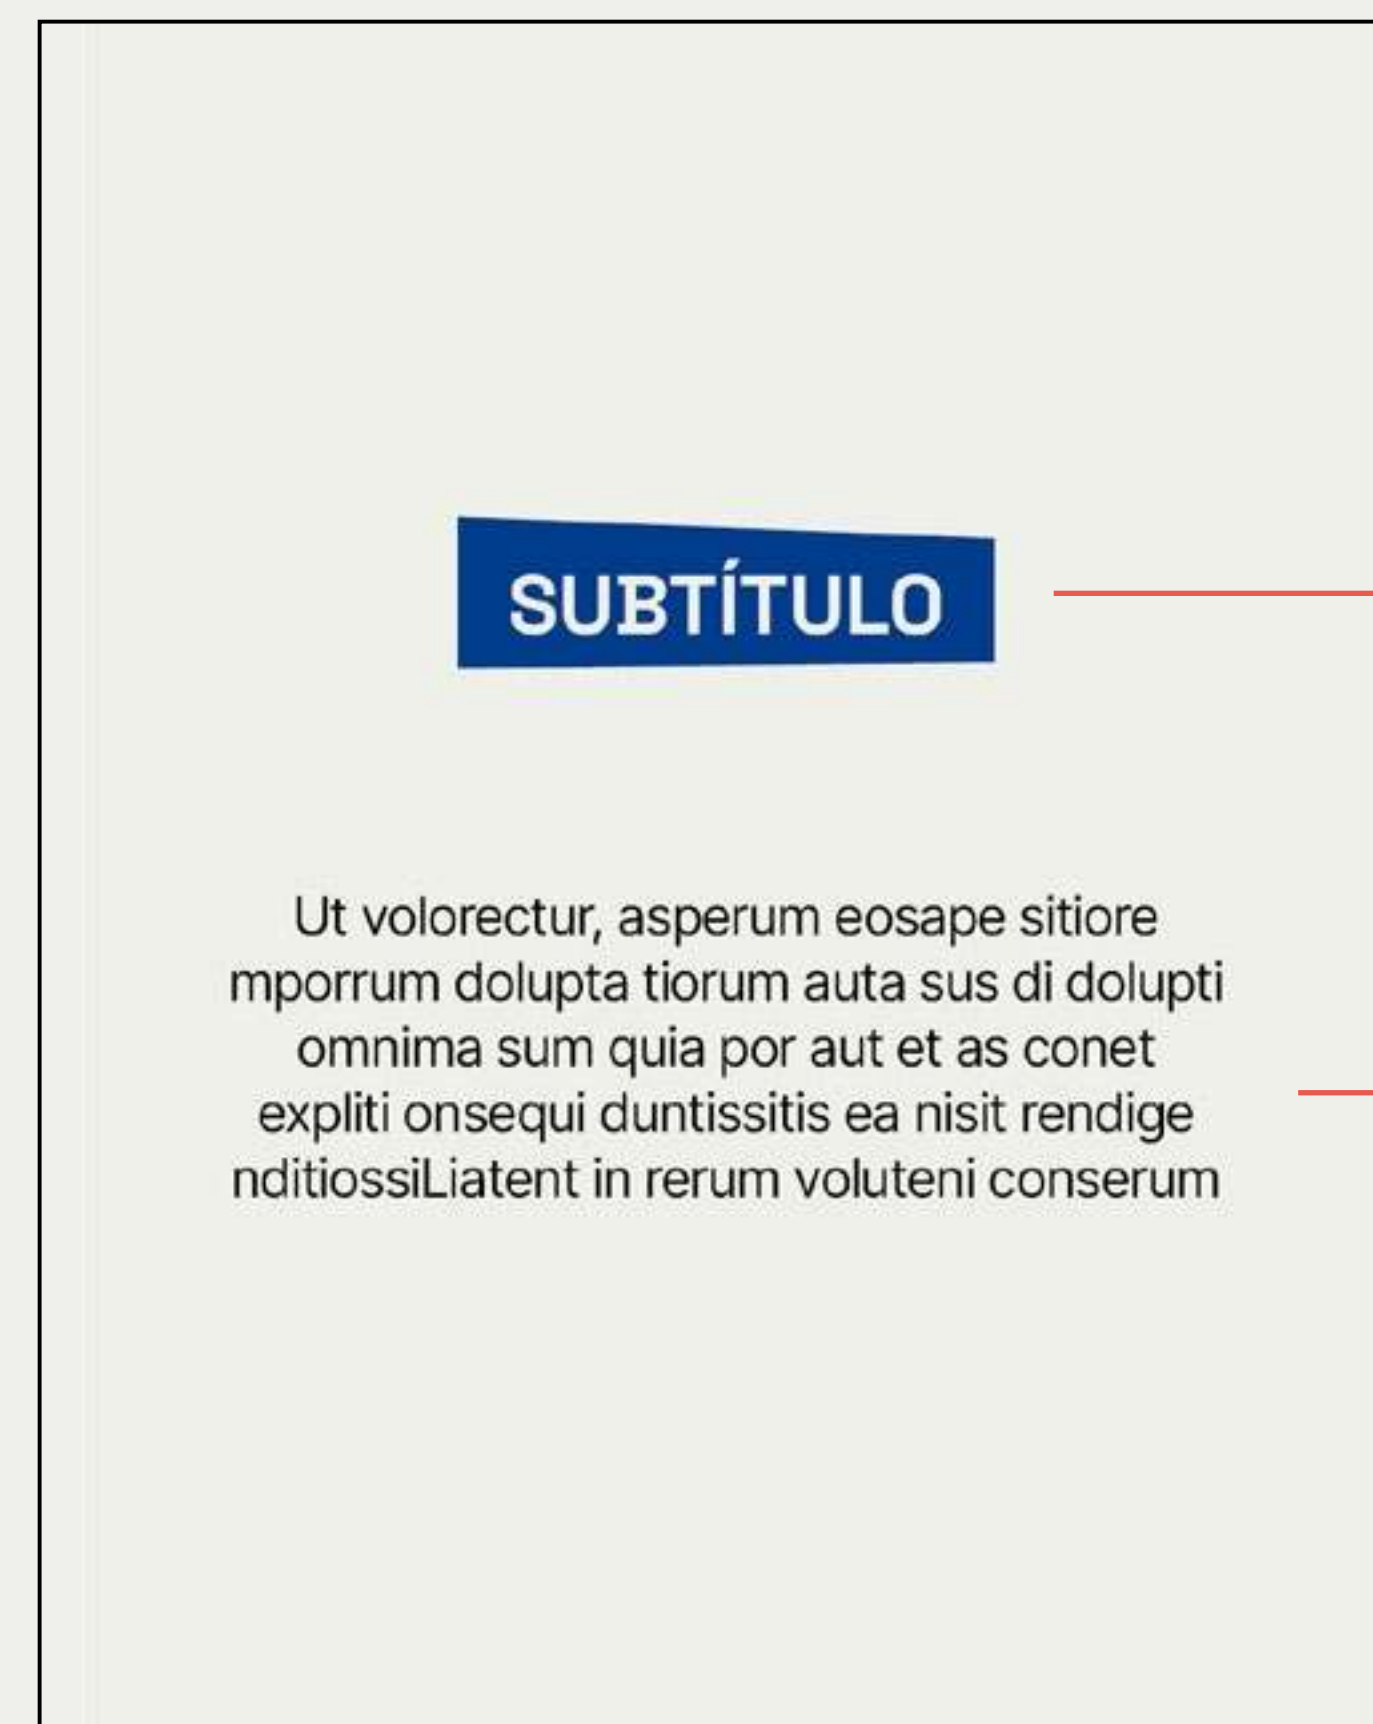 SUBTÍTULO
Ut volorectur, asperum eosape sitiore
mporrum dolupta tiorum auta sus di dolupti
omnima sum quia por aut et as conet
expliti onsequi duntissitis ea nisit rendige
nditiossiLiatent in rerum voluteni conserum